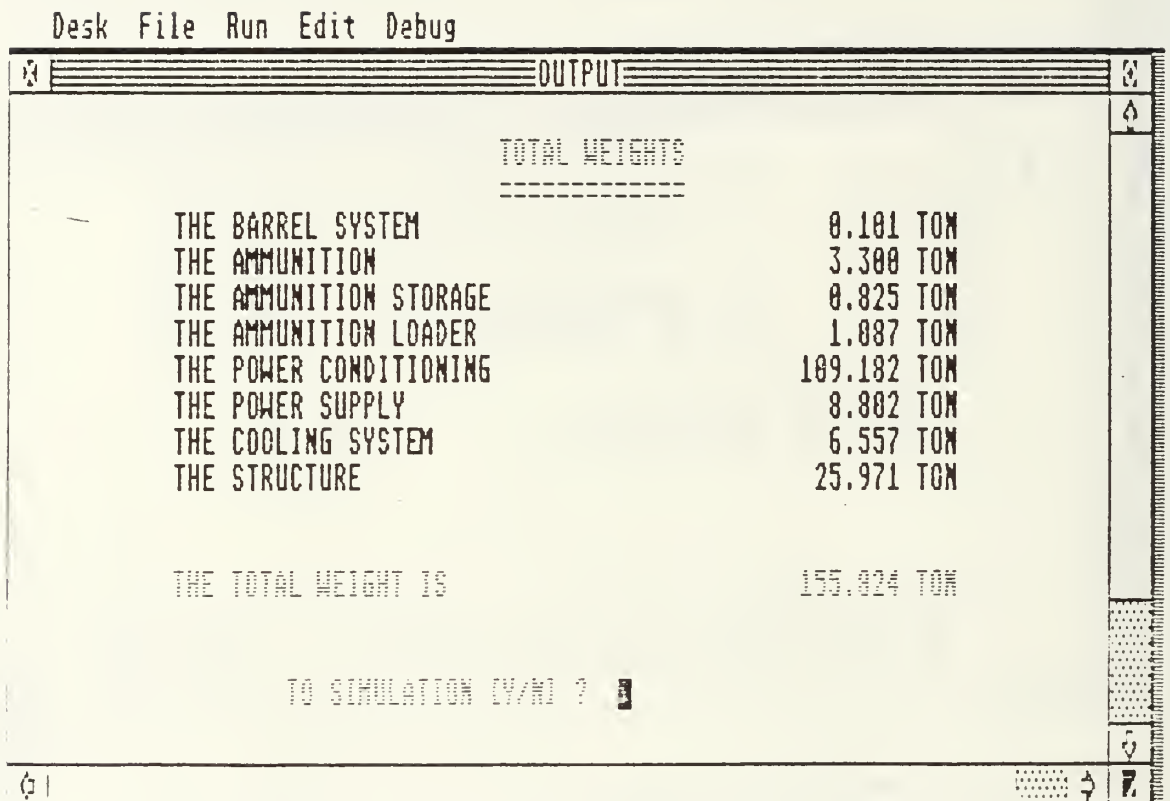 Desk File Run Edit Debug
OUTPUT
TOTAL WEIGHTS
=============
THE BARREL SYSTEM 0.101 TON
THE AMMUNITION 3.300 TON
THE AMMUNITION STORAGE 0.825 TON
THE AMMUNITION LOADER 1.087 TON
THE POWER CONDITIONING 109.182 TON
THE POWER SUPPLY 8.802 TON
THE COOLING SYSTEM 6.557 TON
THE STRUCTURE 25.971 TON
THE TOTAL WEIGHT IS 155.824 TON
TO SIMULATION [Y/N] ?